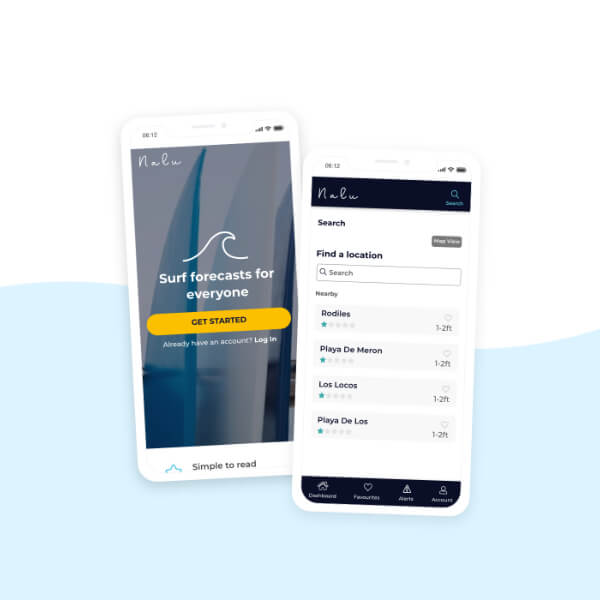 06:12
Nalu
Surf forecasts for
everyone
GET STARTED
Already have an account? Log In
Simple to read
06:12
Nalu
Search
Search
Map View
Find a location
Search
Nearby
Rodiles
1-2ft
Playa De Meron
1-2ft
Los Locos
1-2ft
Playa De Los
1-2ft
Dashboard
Favourites
Alerts
Account